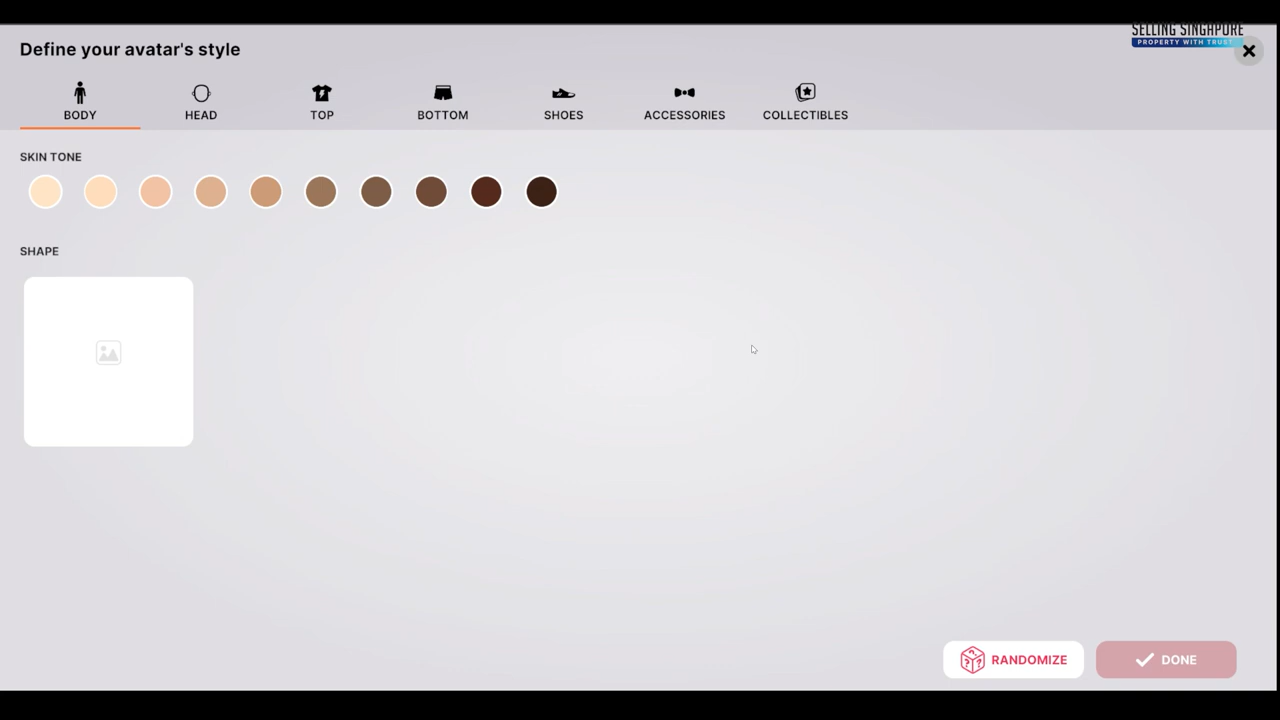 SELLING SINGAPORE
PROPERTY WITH TRUST
Define your avatar's style
BODY
HEAD
TOP
BOTTOM
SHOES
ACCESSORIES
COLLECTIBLES
SKIN TONE
SHAPE
RANDOMIZE
DONE